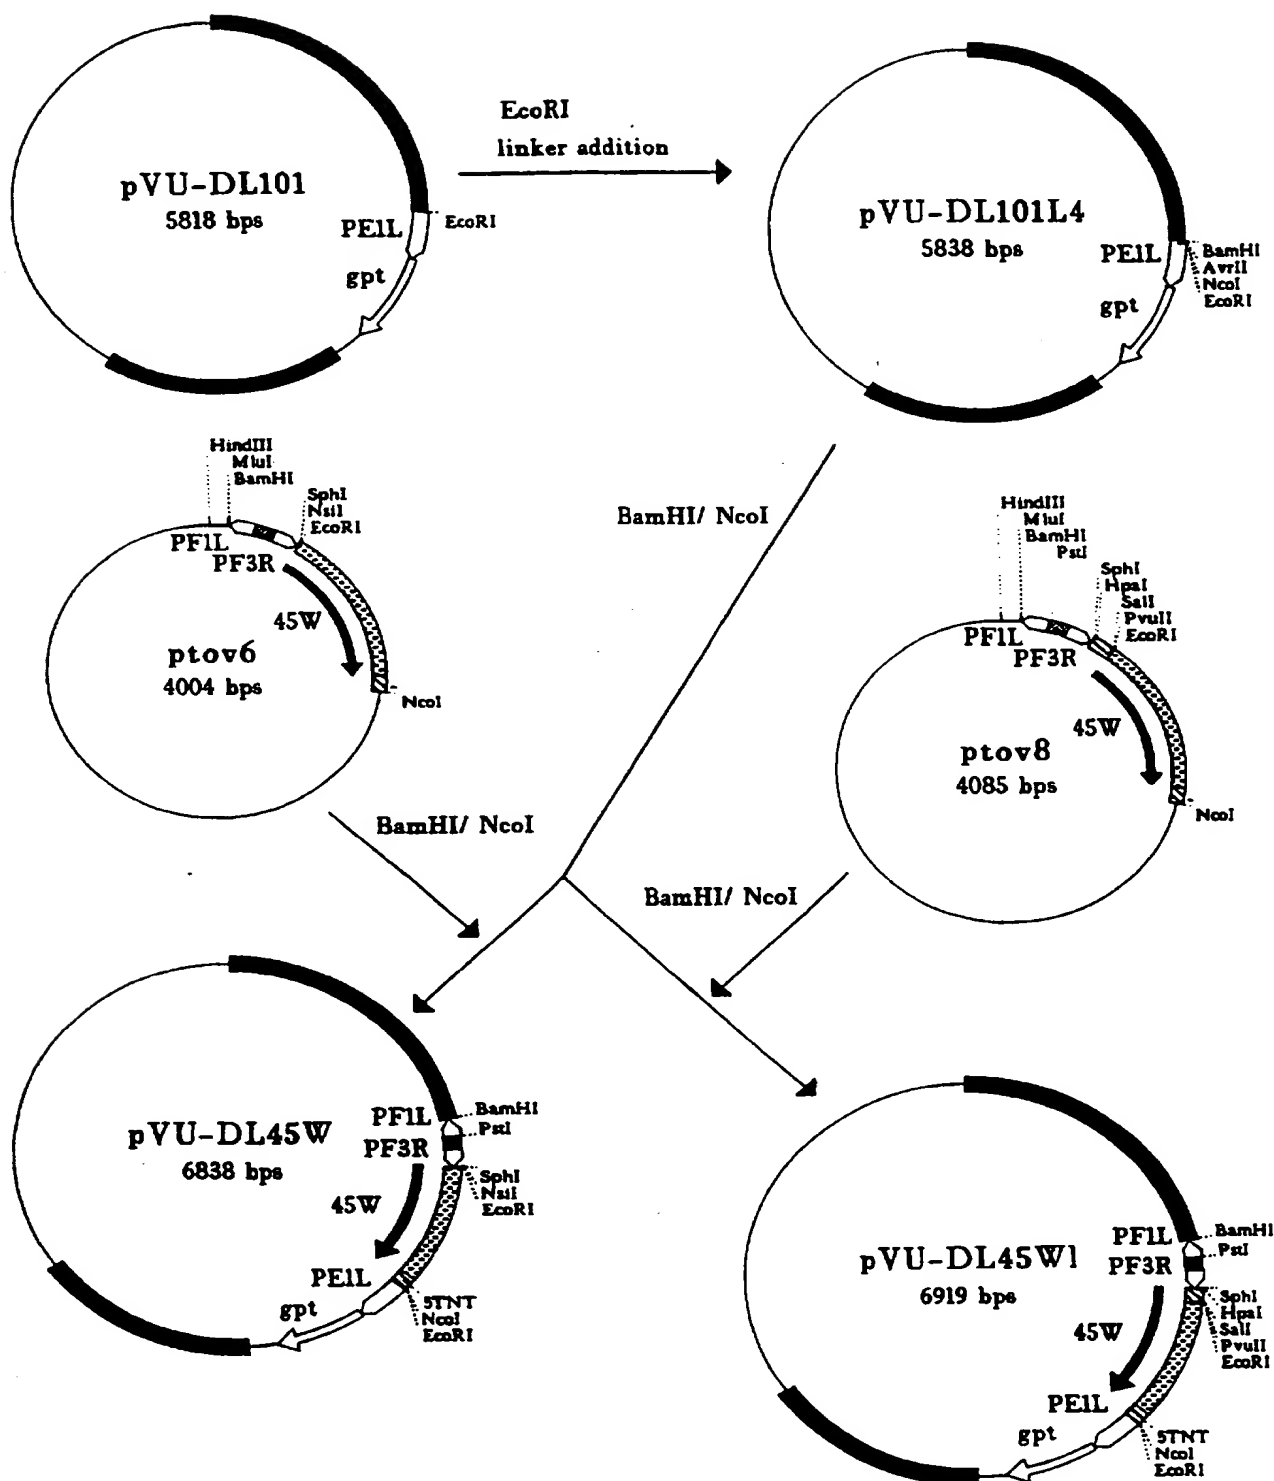 EcoRI
linker addition
pVU-DL101
5818 bps
PE1L
EcoRI
gpt
pVU-DL101L4
5838 bps
PE1L
BamHI
AvrII
NcoI
EcoRI
gpt
HindIII
MluI
BamHI
SphI
NsiI
EcoRI
PF1L
PF3R
45W
ptov6
4004 bps
NcoI
BamHI/ NcoI
HindIII
MluI
BamHI
PstI
SphI
HpaI
SalI
PvuII
EcoRI
PF1L
PF3R
45W
ptov8
4085 bps
NcoI
BamHI/ NcoI
BamHI/ NcoI
pVU-DL45W
6838 bps
PF1L
BamHI
PstI
PF3R
SphI
NsiI
EcoRI
45W
PE1L
gpt
5TNT
NcoI
EcoRI
pVU-DL45W1
6919 bps
PF1L
BamHI
PstI
PF3R
SphI
HpaI
SalI
PvuII
EcoRI
45W
PE1L
gpt
5TNT
NcoI
EcoRI